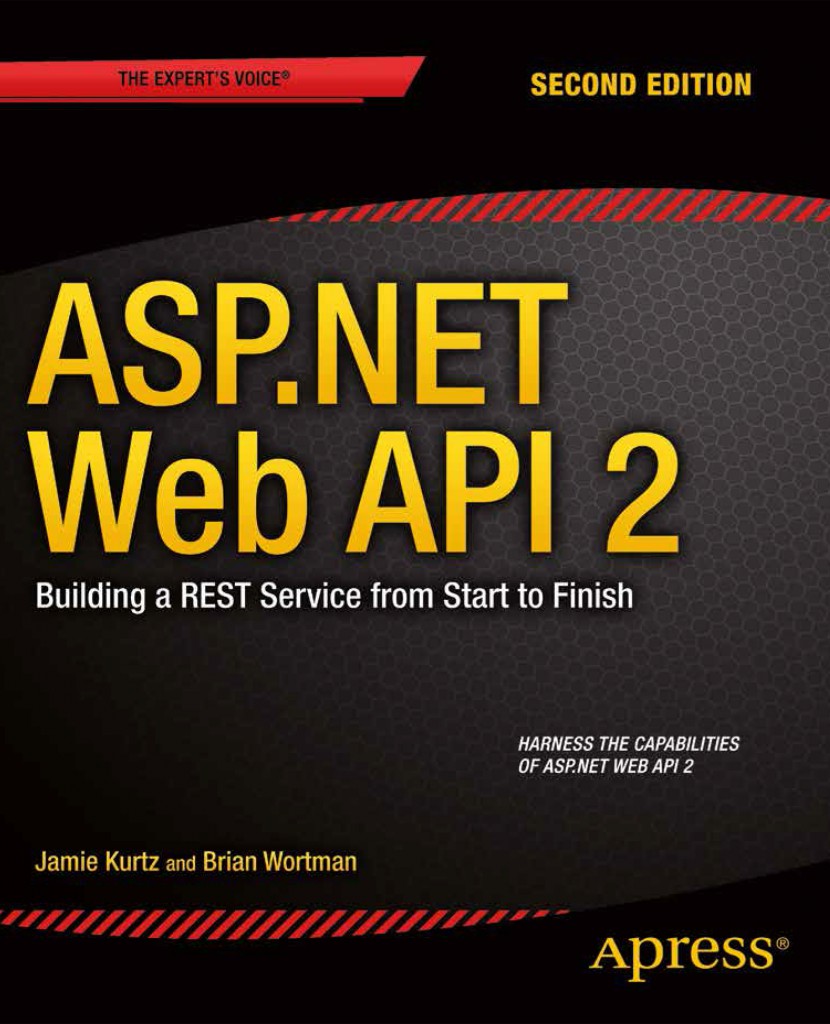 THE EXPERT'S VOICE®
SECOND EDITION
ASP.NET
Web API 2
Building a REST Service from Start to Finish
HARNESS THE CAPABILITIES
OF ASP.NET WEB API 2
Jamie Kurtz and Brian Wortman
Apress®